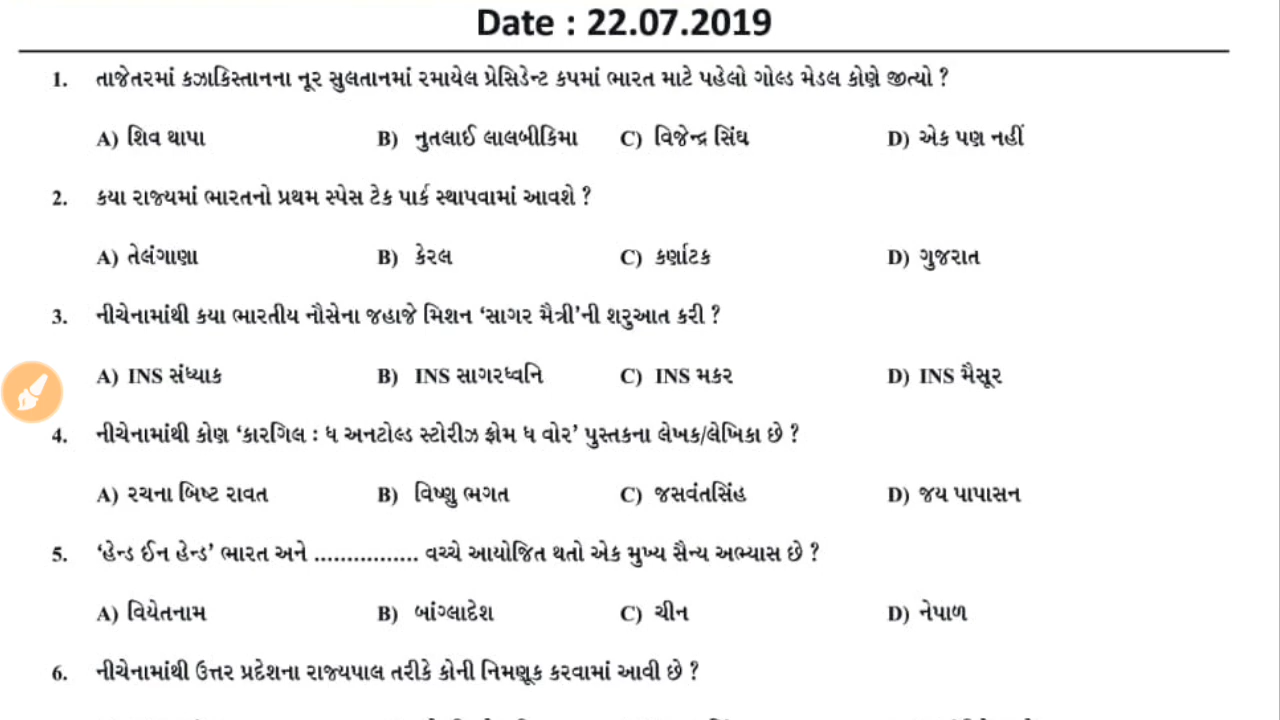 Date : 22.07.2019
1. તાજેતરમાં કઝાકિસ્તાનના નૂર સુલતાનમાં રમાયેલ પ્રેસિડેન્ટ કપમાં ભારત માટે પહેલો ગોલ્ડ મેડલ કોણે જીત્યો ?
A) શિવ થાપા B) નુતલાઈ લાલબીકિમા C) વિજેન્દ્ર સિંઘ D) એક પણ નહીં
2. કયા રાજ્યમાં ભારતનો પ્રથમ સ્પેસ ટેક પાર્ક સ્થાપવામાં આવશે ?
A) તેલંગાણા B) કેરલ C) કર્ણાટક D) ગુજરાત
3. નીચેનામાંથી કયા ભારતીય નૌસેના જહાજે મિશન ‘સાગર મૈત્રી’ની શરુઆત કરી ?
A) INS સંધ્યાક B) INS સાગરધ્વનિ C) INS મકર D) INS મૈસૂર
4. નીચેનામાંથી કોણ ‘કારગિલ : ધ અનટોલ્ડ સ્ટોરીઝ ફ્રોમ ધ વોર’ પુસ્તકના લેખક/લેખિકા છે ?
A) રચના બિષ્ટ રાવત B) વિષ્ણુ ભગત C) જસવંતસિંહ D) જય પાપાસન
5. ‘હેન્ડ ઈન હેન્ડ’ ભારત અને ................ વચ્ચે આયોજિત થતો એક મુખ્ય સૈન્ય અભ્યાસ છે ?
A) વિયેતનામ B) બાંગ્લાદેશ C) ચીન D) નેપાળ
6. નીચેનામાંથી ઉત્તર પ્રદેશના રાજ્યપાલ તરીકે કોની નિમણૂક કરવામાં આવી છે ?